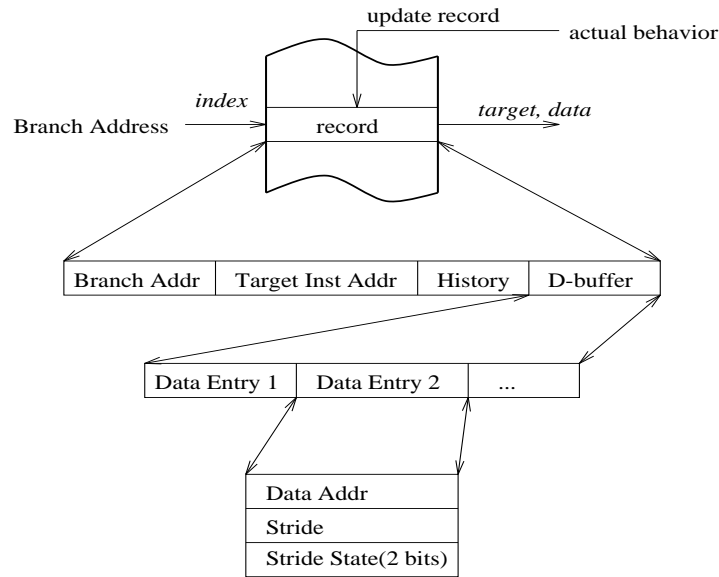 update record
actual behavior
index
target, data
Branch Address
record
Branch Addr
Target Inst Addr
History
D-buffer
Data Entry 1
Data Entry 2
...
Data Addr
Stride
Stride State(2 bits)